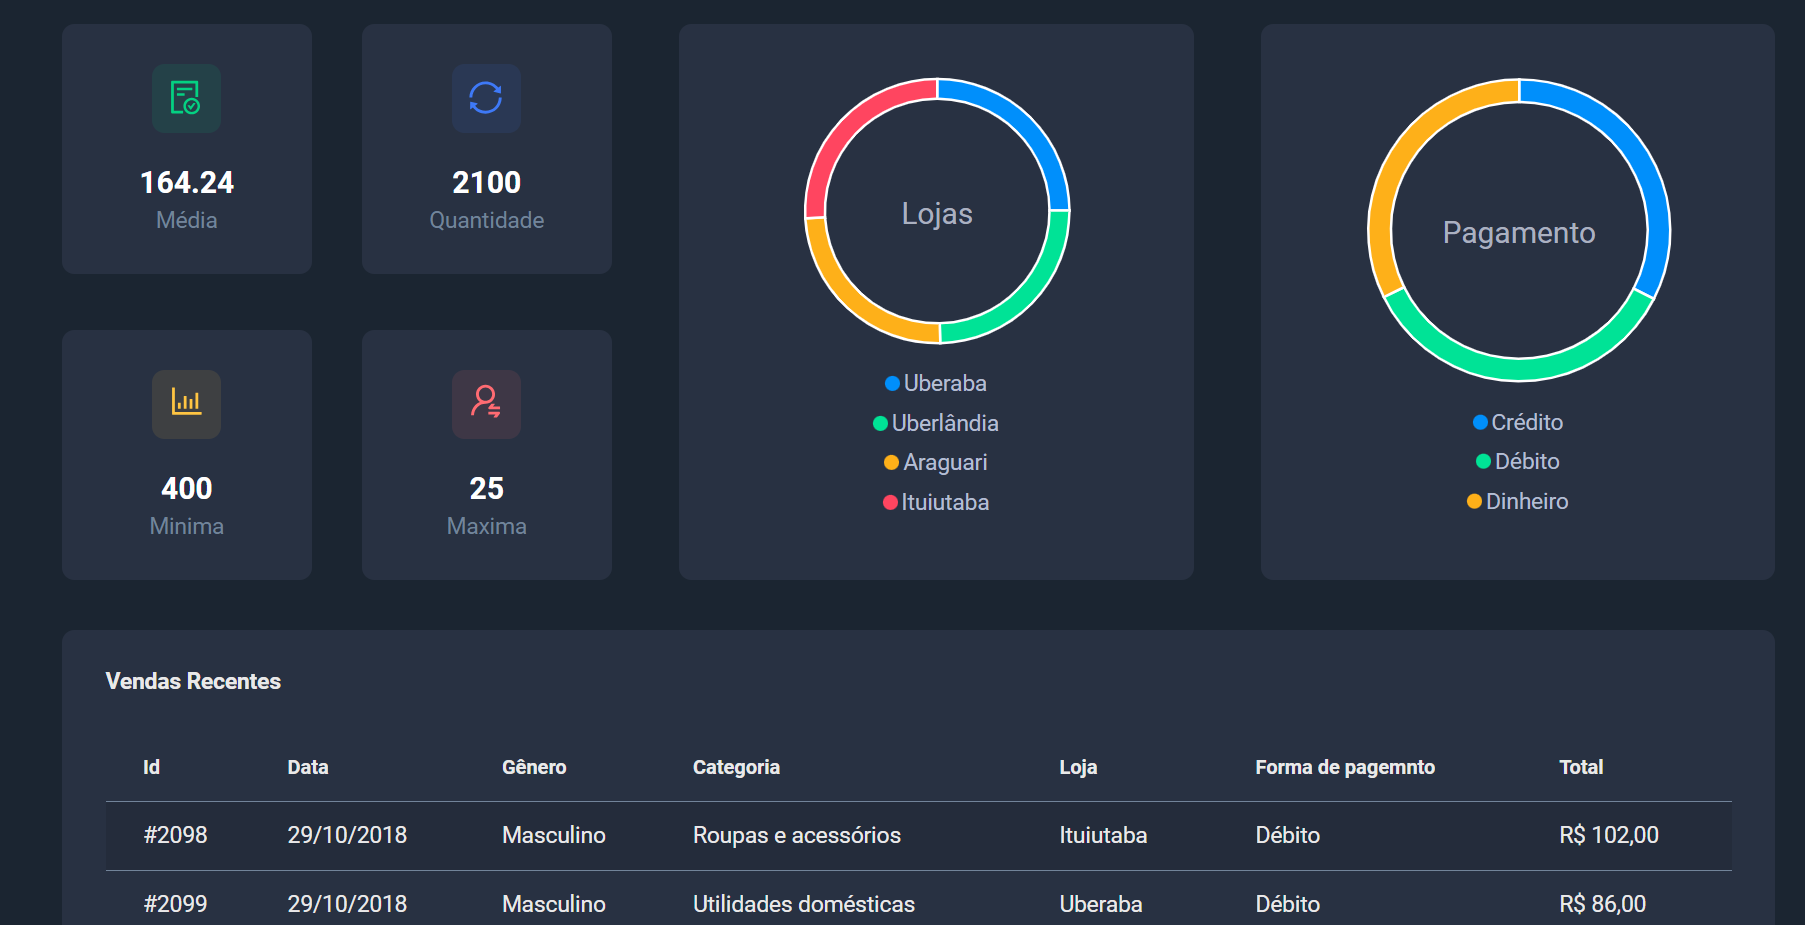 164.24
Média
2100
Quantidade
400
Minima
25
Maxima
Lojas
Uberaba
Uberlândia
Araguari
Ituiutaba
Pagamento
Crédito
Débito
Dinheiro
Vendas Recentes
Id Data Gênero Categoria Loja Forma de pagemnto Total
#2098 29/10/2018 Masculino Roupas e acessórios Ituiutaba Débito R$ 102,00
#2099 29/10/2018 Masculino Utilidades domésticas Uberaba Débito R$ 86,00